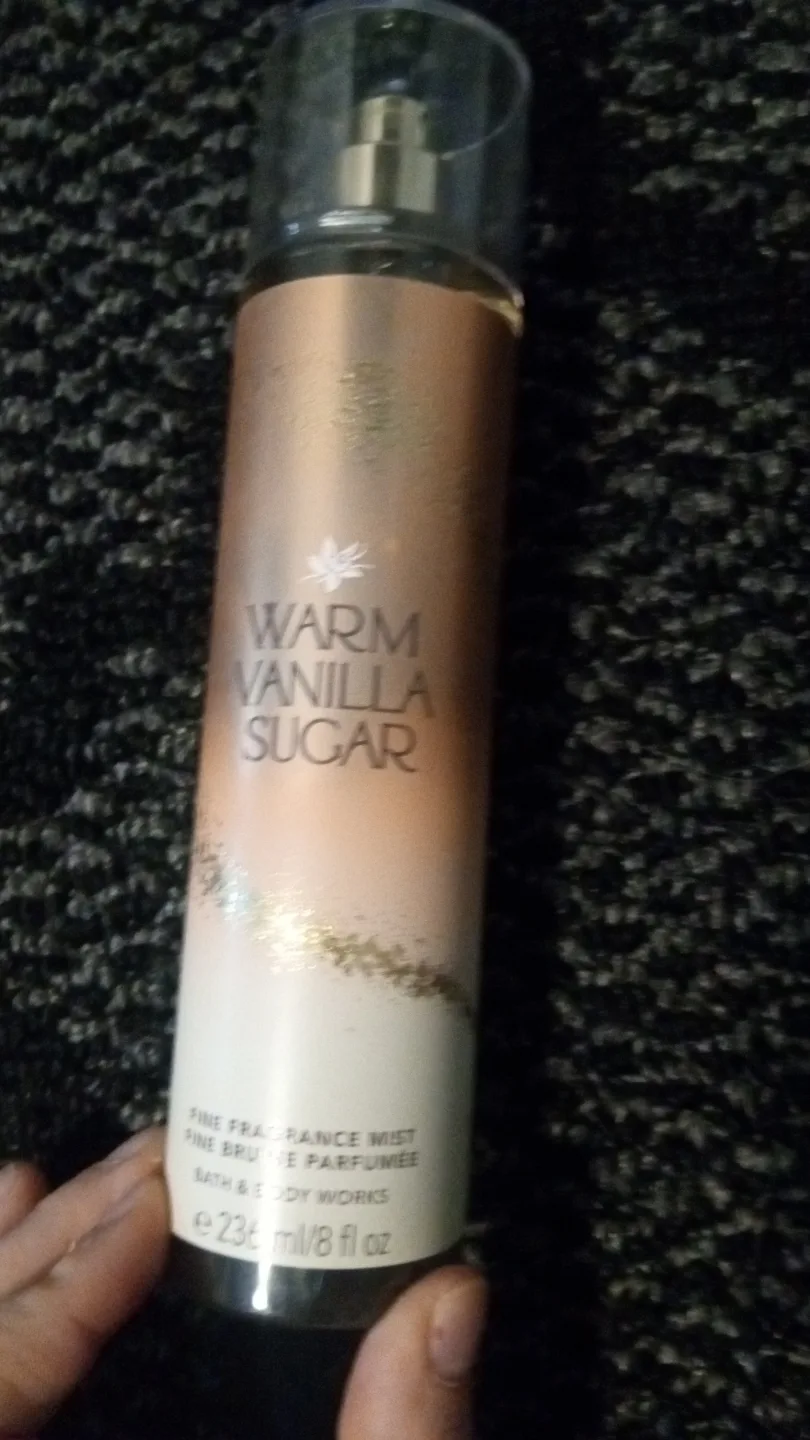 WARM
VANILLA
SUGAR
FINE FRAGRANCE MIST
FINE BRUME PARFUMÉE
BATH & BODY WORKS
e 236 ml/8 fl oz